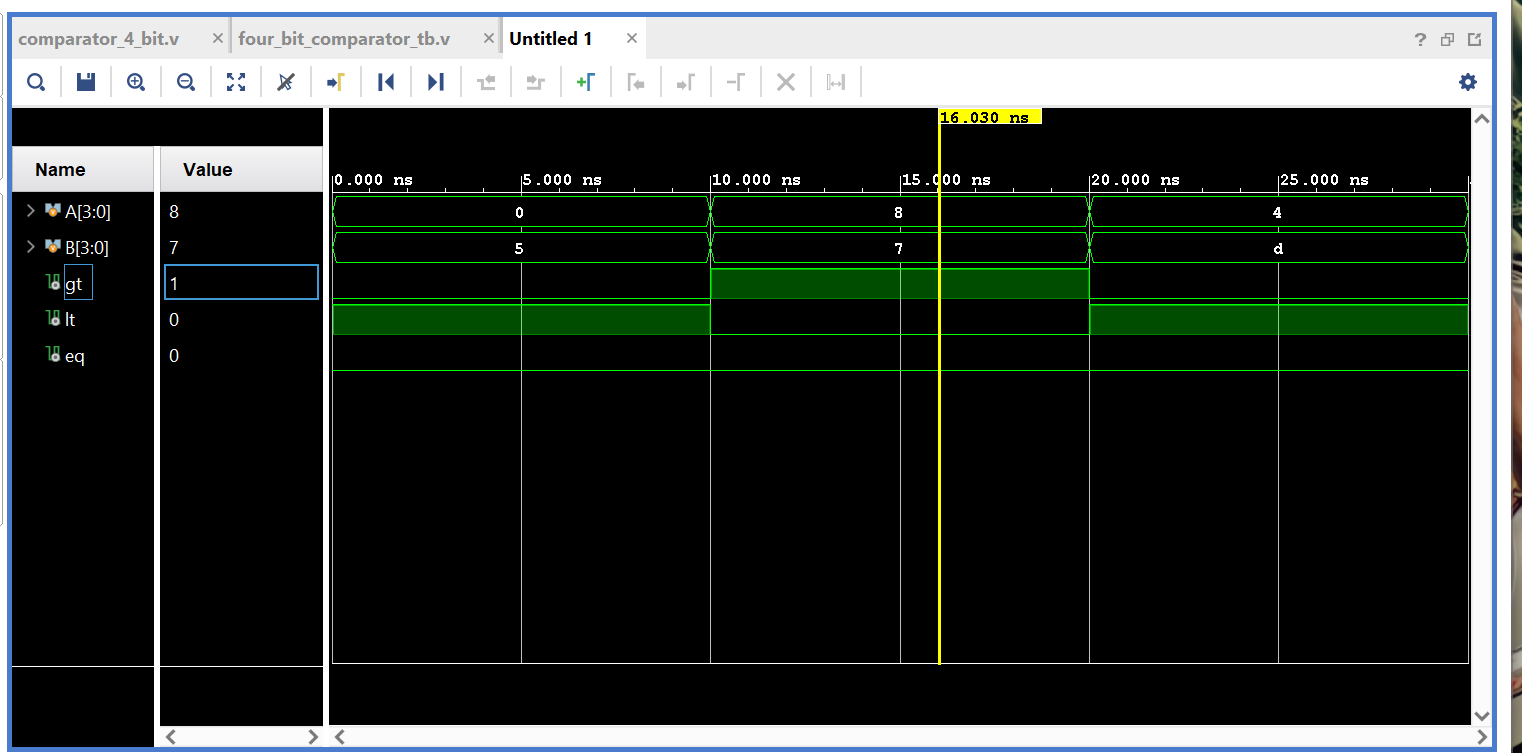 comparator_4_bit.v × four_bit_comparator_tb.v × Untitled 1 ×
?
16.030 ns
Name Value
0.000 ns 5.000 ns 10.000 ns 15.000 ns 20.000 ns 25.000 ns
A[3:0] 8 0 8 4
B[3:0] 7 5 7 d
gt 1
lt 0
eq 0